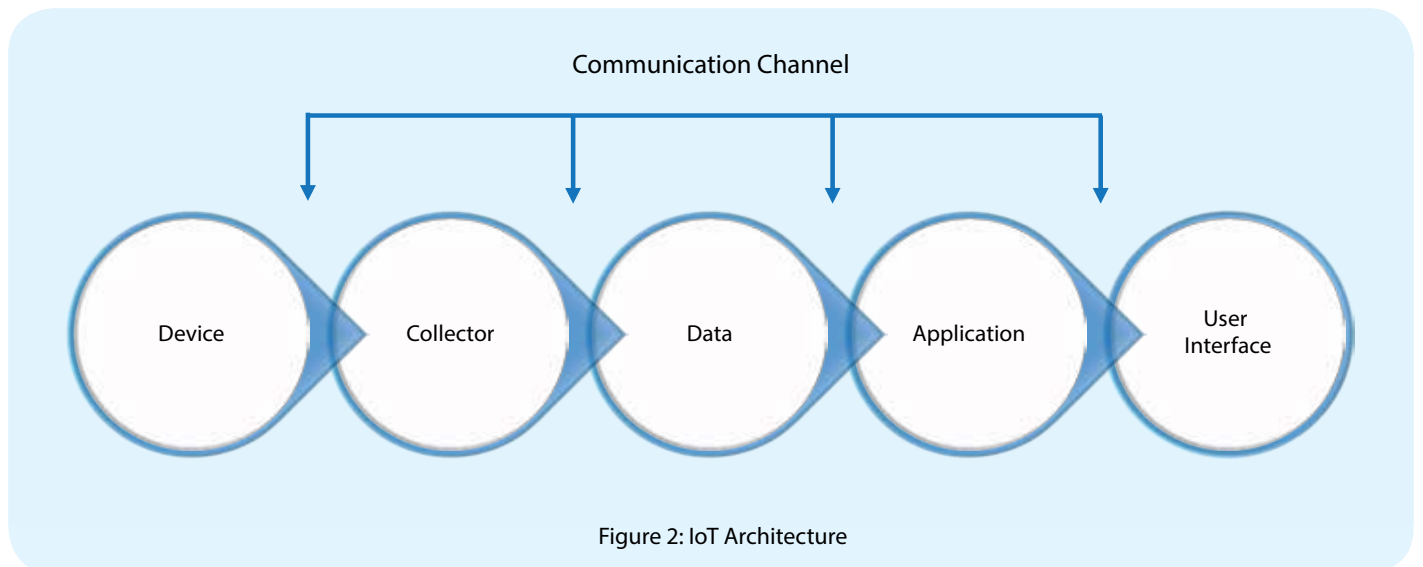 Communication Channel
Device
Collector
Data
Application
User
Interface
Figure 2: IoT Architecture